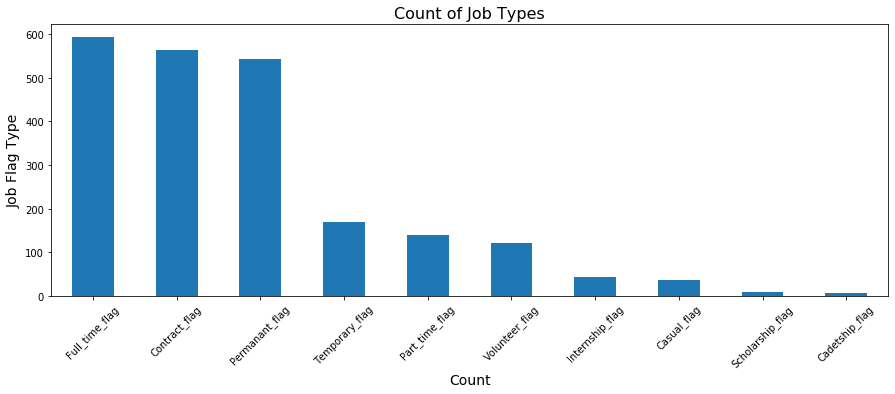 Count of Job Types
Job Flag Type
600
500
400
300
200
100
0
Full_time_flag
Contract_flag
Permanant_flag
Temporary_flag
Part_time_flag
Volunteer_flag
Internship_flag
Casual_flag
Scholarship_flag
Cadetship_flag
Count